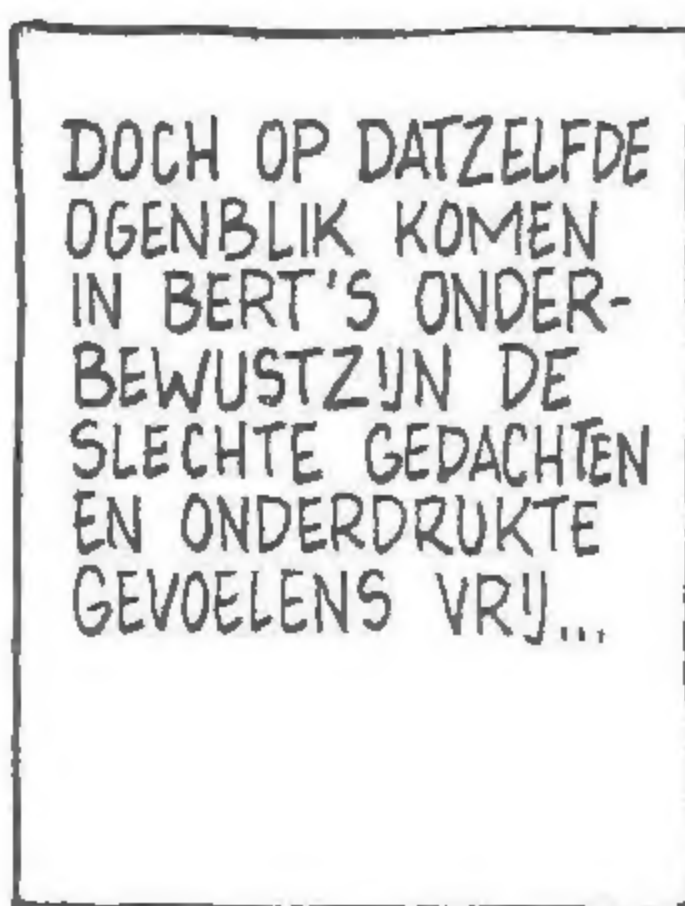 DOCH OP DATZELFDE
OGENBLIK KOMEN
IN BERT'S ONDER-
BEWUSTZIJN DE
SLECHTE GEDACHTEN
EN ONDERDRUKTE
GEVOELENS VRIJ...